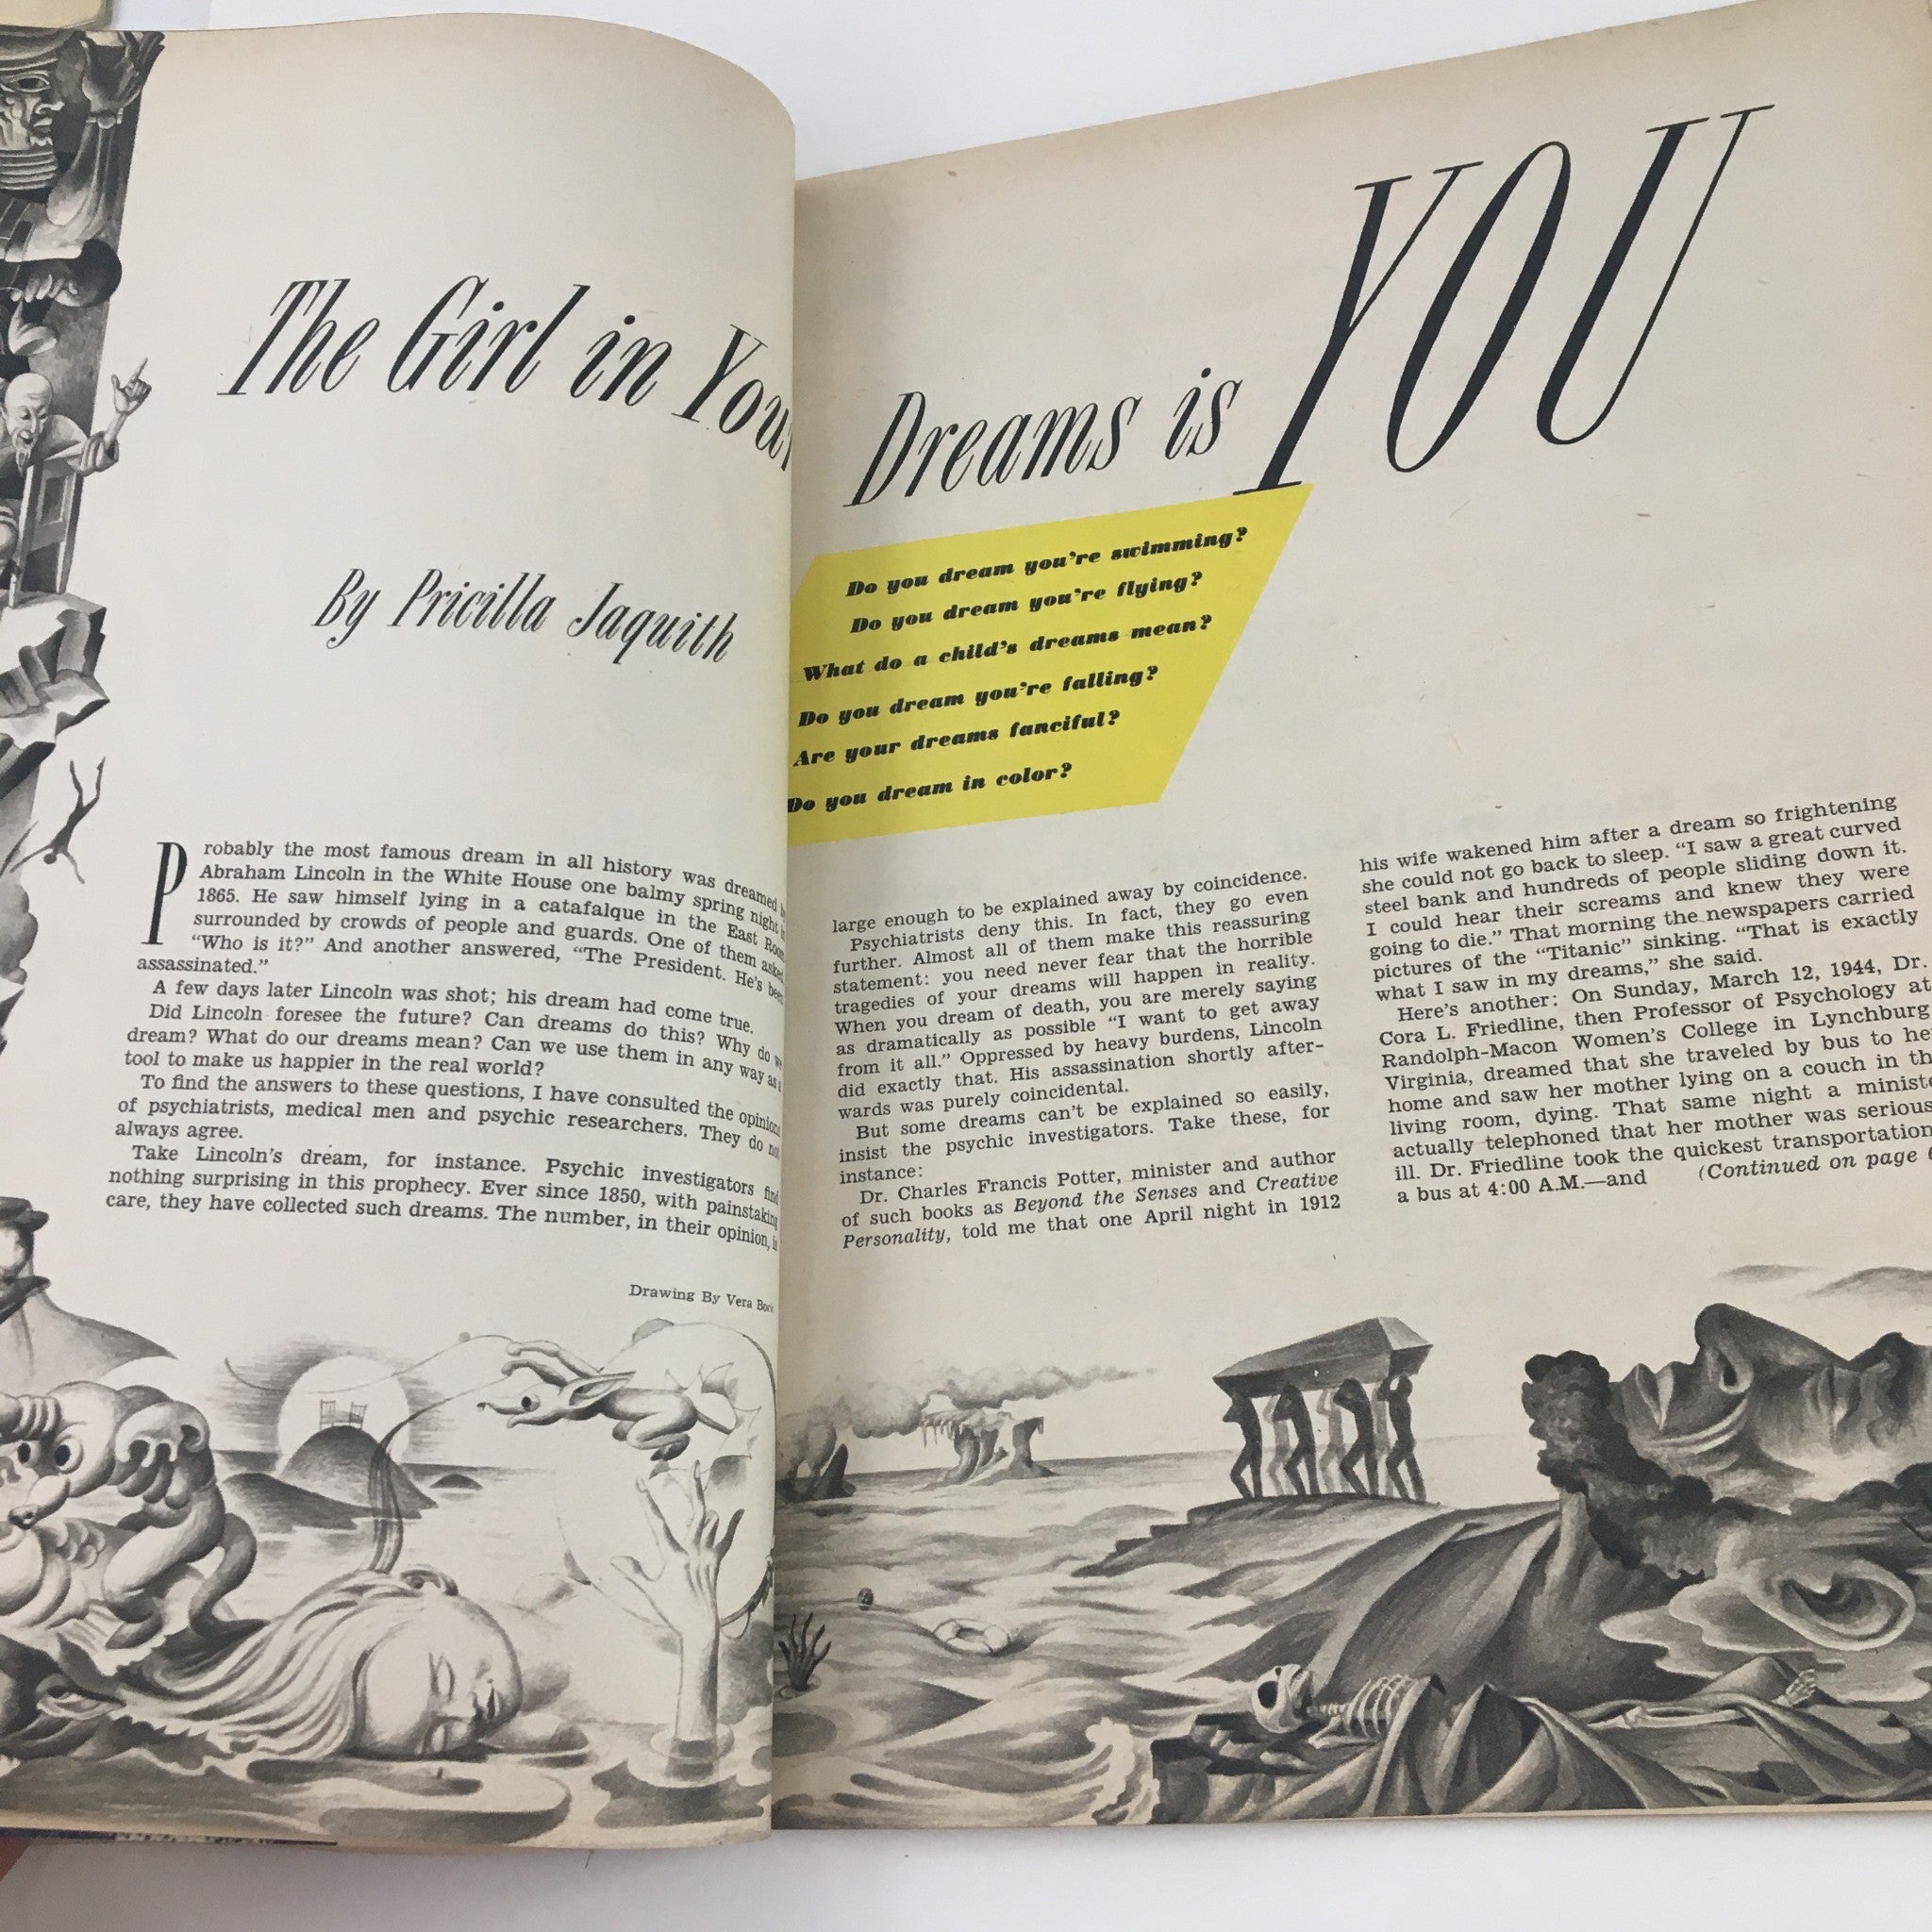 The Girl in Your Dreams is YOU
By Pricilla Jaquith
Do you dream you're swimming?
Do you dream you're flying?
What do a child's dreams mean?
Do you dream you're falling?
Are your dreams fanciful?
Do you dream in color?
Probably the most famous dream in all history was dreamed
Abraham Lincoln in the White House one balmy spring night
1865. He saw himself lying in a catafalque in the East Room
surrounded by crowds of people and guards. One of them asked
"Who is it?" And another answered, "The President. He's been
assassinated."
A few days later Lincoln was shot; his dream had come true.
Did Lincoln foresee the future? Can dreams do this? Why do we
dream? What do our dreams mean? Can we use them in any way as a
tool to make us happier in the real world?
To find the answers to these questions, I have consulted the opinions
of psychiatrists, medical men and psychic researchers. They do not
always agree.
Take Lincoln's dream, for instance. Psychic investigators find
nothing surprising in this prophecy. Ever since 1850, with painstaking
care, they have collected such dreams. The number, in their opinion, is
Drawing By Vera Bock
large enough to be explained away by coincidence.
Psychiatrists deny this. In fact, they go even
further. Almost all of them make this reassuring
statement: you need never fear that the horrible
tragedies of your dreams will happen in reality.
When you dream of death, you are merely saying
as dramatically as possible "I want to get away
from it all." Oppressed by heavy burdens, Lincoln
did exactly that. His assassination shortly after-
wards was purely coincidental.
But some dreams can't be explained so easily,
insist the psychic investigators. Take these, for
instance:
Dr. Charles Francis Potter, minister and author
of such books as Beyond the Senses and Creative
Personality, told me that one April night in 1912
his wife wakened him after a dream so frightening
she could not go back to sleep. "I saw a great curved
steel bank and hundreds of people sliding down it.
I could hear their screams and knew they were
going to die." That morning the newspapers carried
pictures of the "Titanic" sinking. "That is exactly
what I saw in my dreams," she said.
Here's another: On Sunday, March 12, 1944, Dr.
Cora L. Friedline, then Professor of Psychology at
Randolph-Macon Women's College in Lynchburg
Virginia, dreamed that she traveled by bus to her
home and saw her mother lying on a couch in the
living room, dying. That same night a minister
actually telephoned that her mother was serious
ill. Dr. Friedline took the quickest transportation
a bus at 4:00 A.M.—and (Continued on page